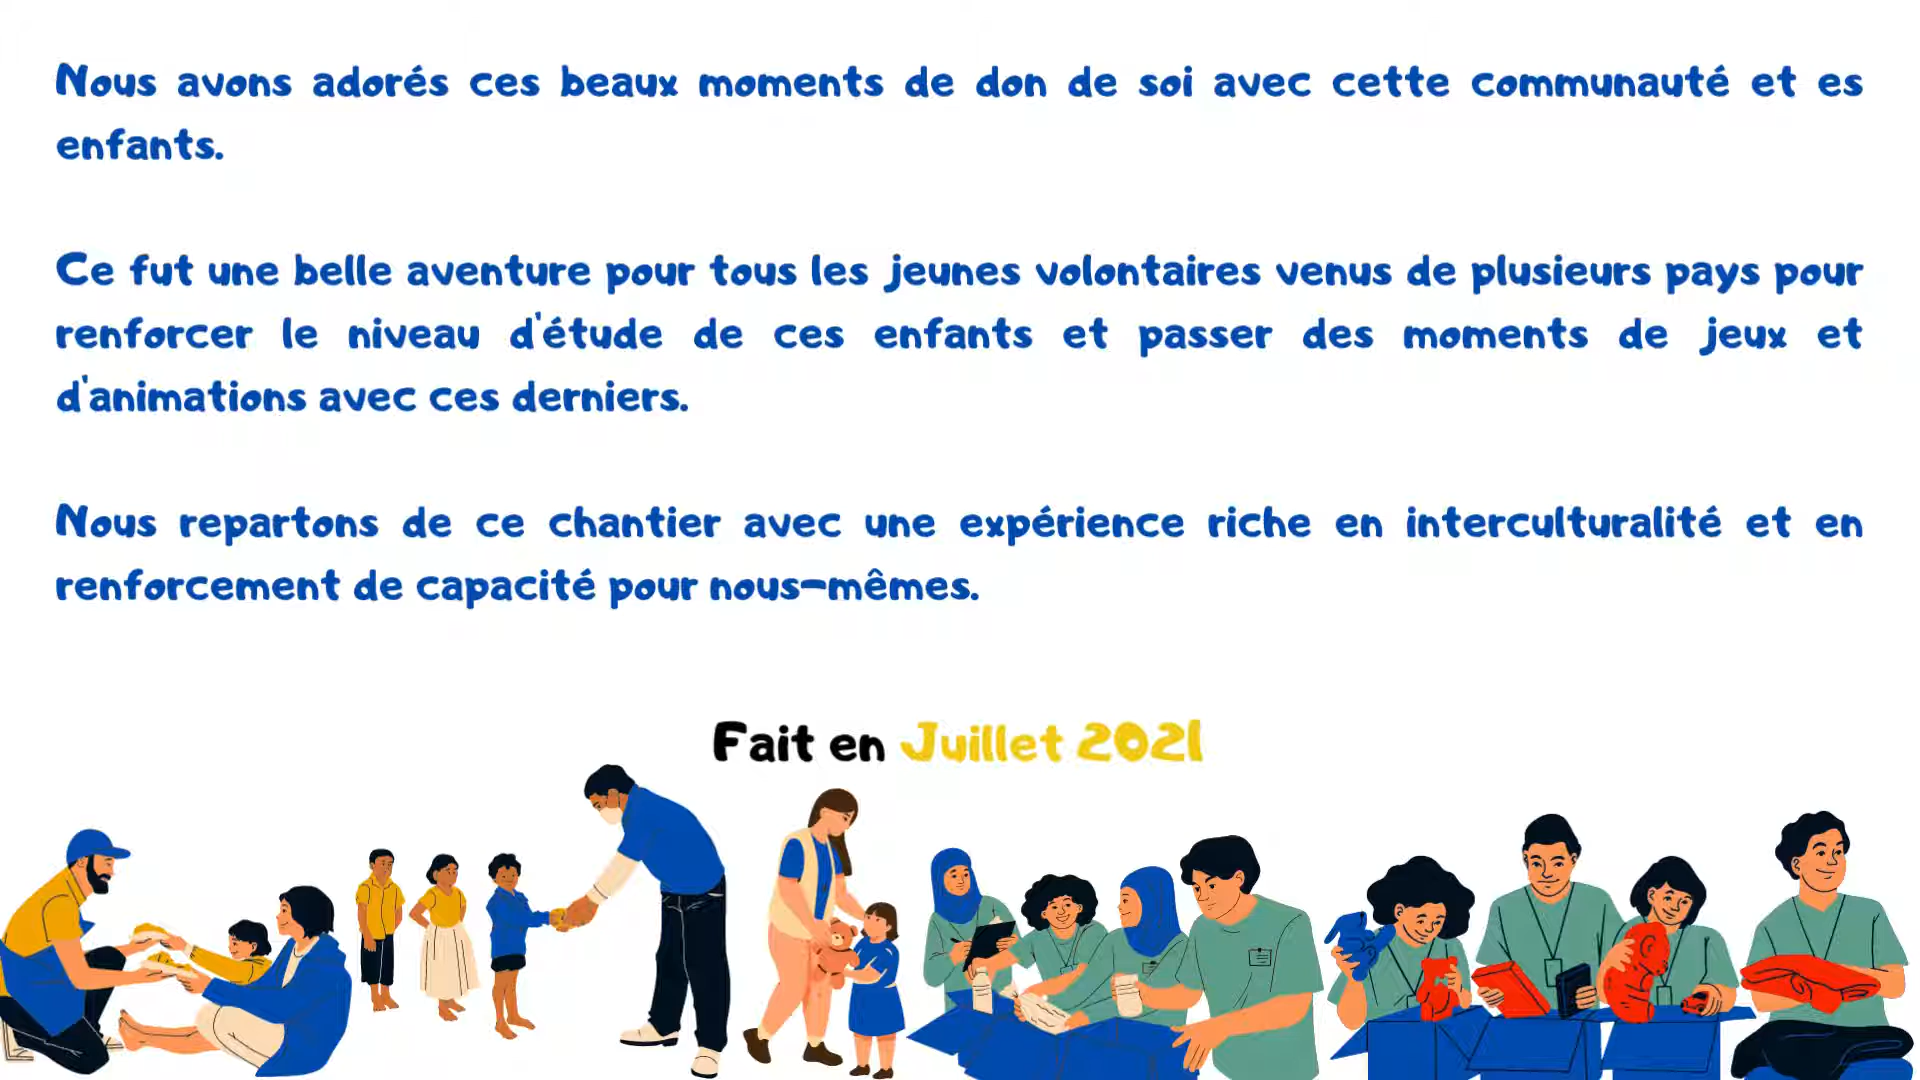 Nous avons adorés ces beaux moments de don de soi avec cette communauté et es
enfants.
Ce fut une belle aventure pour tous les jeunes volontaires venus de plusieurs pays pour
renforcer le niveau d'étude de ces enfants et passer des moments de jeux et
d'animations avec ces derniers.
Nous repartons de ce chantier avec une expérience riche en interculturalité et en
renforcement de capacité pour nous-mêmes.
Fait en Juillet 2021